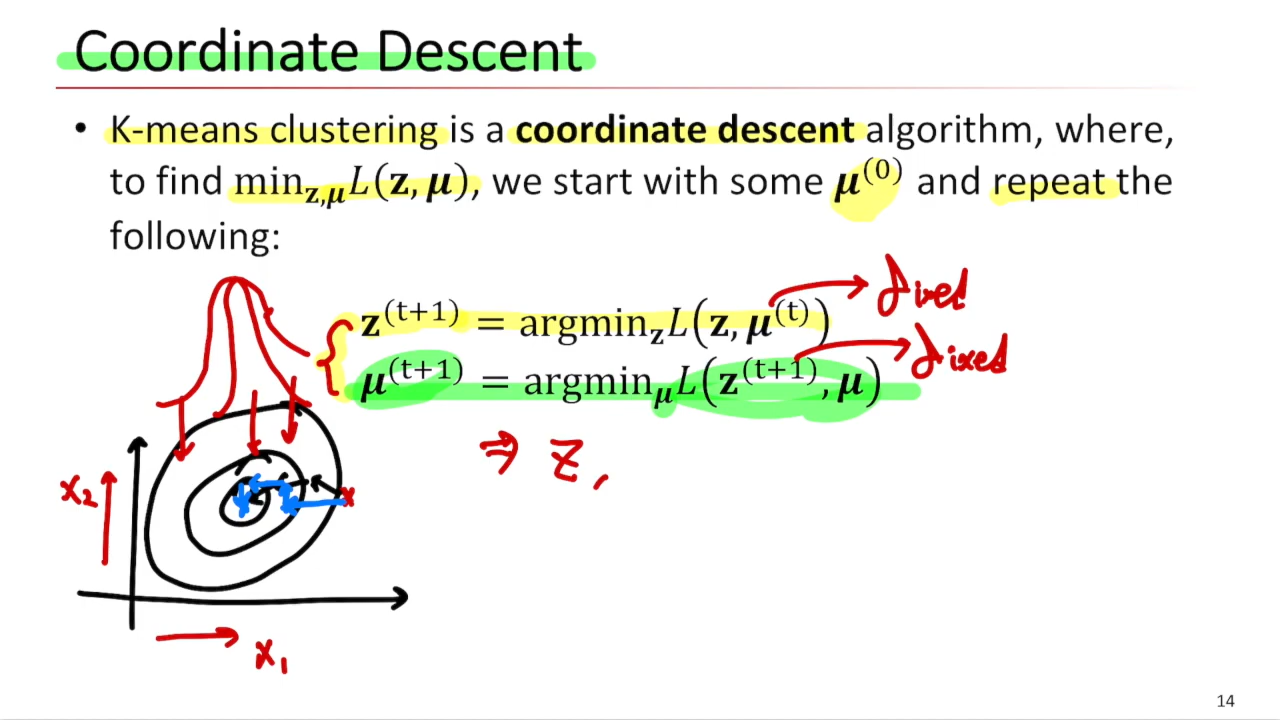 Coordinate Descent
• K-means clustering is a coordinate descent algorithm, where,
to find min_{z,μ} L(z, μ), we start with some μ^{(0)} and repeat the
following:
z^{(t+1)} = argmin_z L(z, μ^{(t)}) → fixed
μ^{(t+1)} = argmin_μ L(z^{(t+1)}, μ) → fixed
⇒ z,
x₂
x
x₁
14